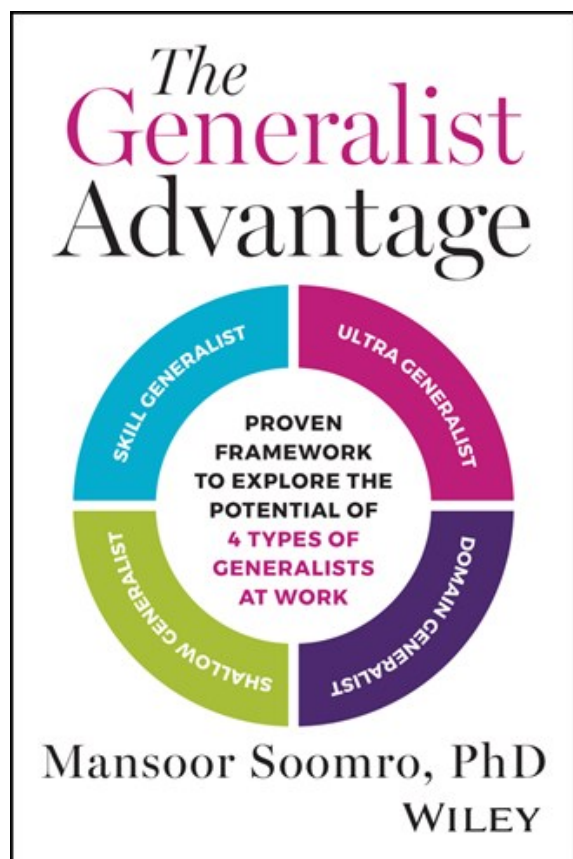 The
Generalist
Advantage
SKILL GENERALIST
ULTRA GENERALIST
PROVEN
FRAMEWORK
TO EXPLORE THE
POTENTIAL OF
4 TYPES OF
GENERALISTS
AT WORK
SHALLOW GENERALIST
DOMAIN GENERALIST
Mansoor Soomro, PhD
WILEY